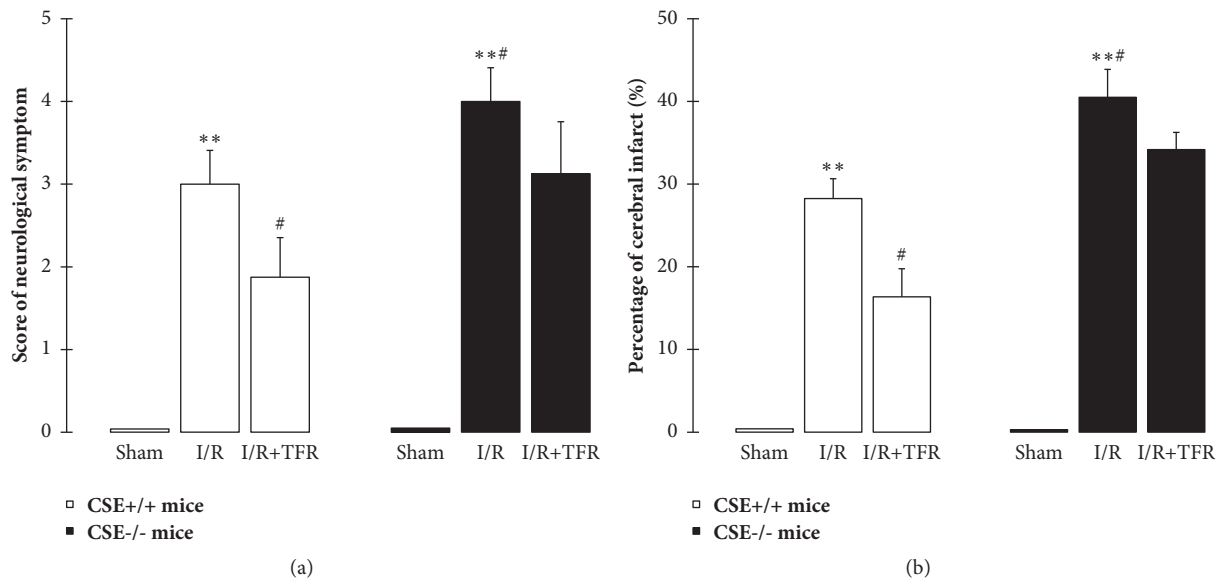 Score of neurological symptom
5
4
3
2
1
0
**
#
**#
Sham
I/R
I/R+TFR
Sham
I/R
I/R+TFR
CSE+/+ mice
CSE-/- mice
(a)
Percentage of cerebral infarct (%)
50
40
30
20
10
0
**
#
**#
Sham
I/R
I/R+TFR
Sham
I/R
I/R+TFR
CSE+/+ mice
CSE-/- mice
(b)